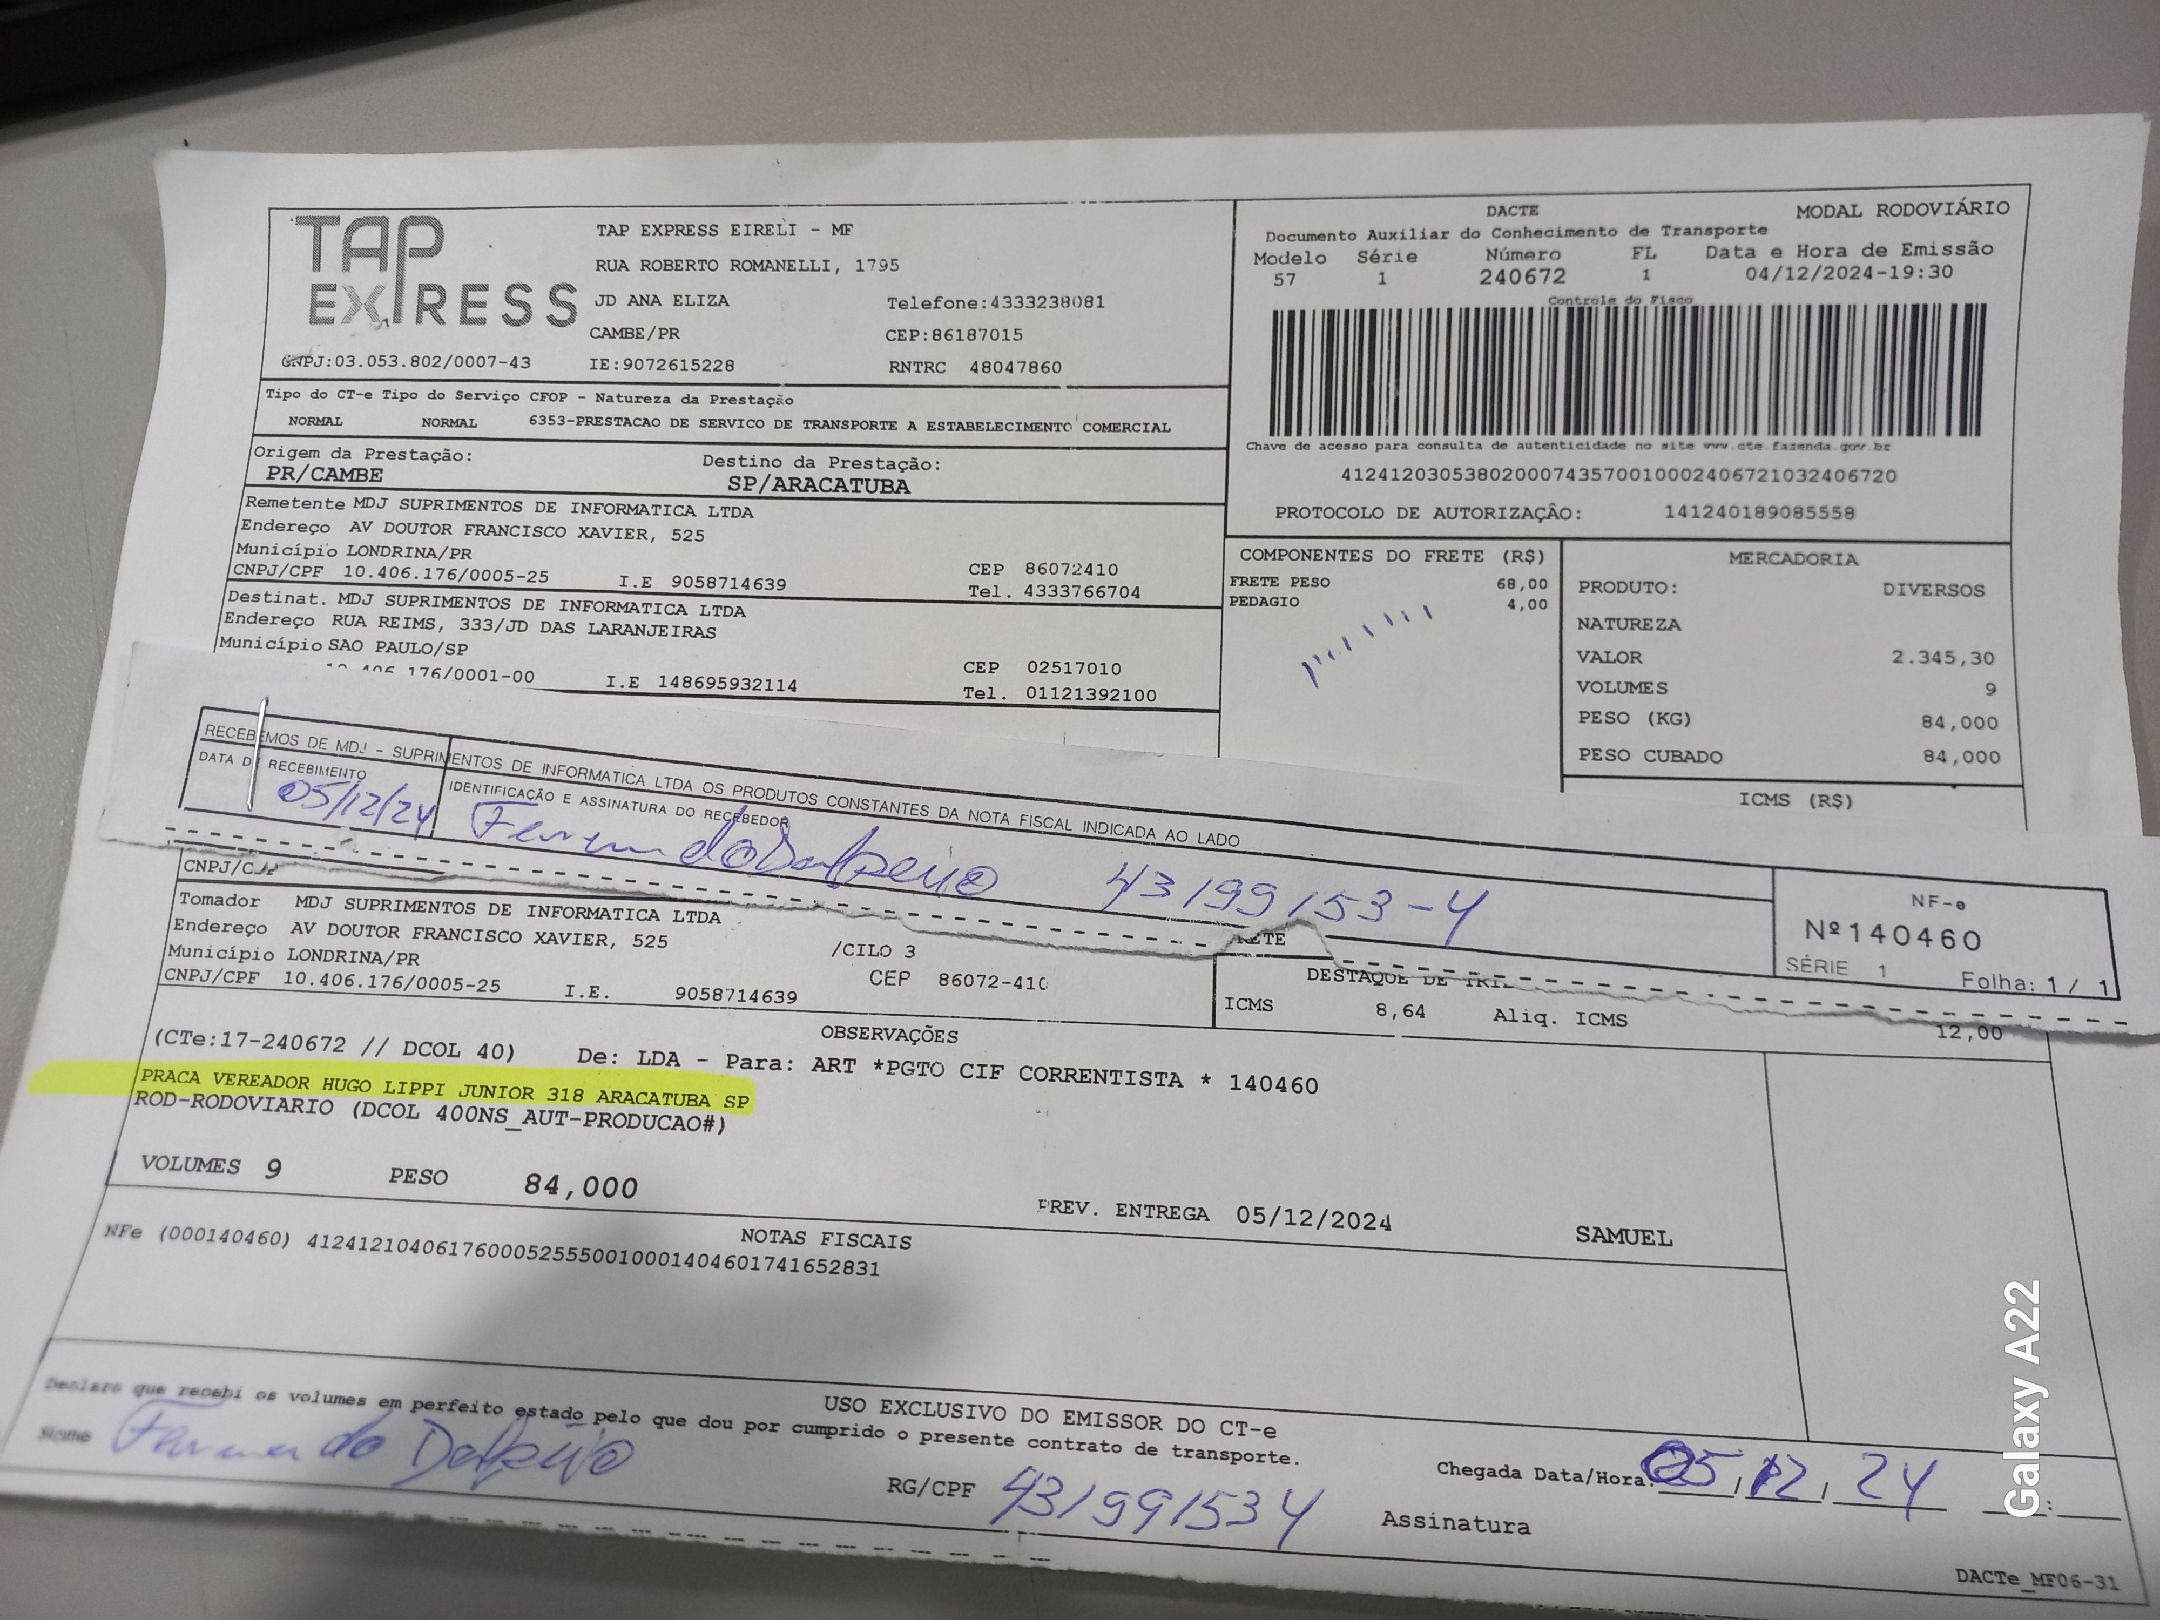 TAP EXPRESS
TAP EXPRESS EIRELI - MF
RUA ROBERTO ROMANELLI, 1795
JD ANA ELIZA Telefone:4333238081
CAMBE/PR CEP:86187015
CNPJ:03.053.802/0007-43 IE:9072615228 RNTRC 48047860
DACTE MODAL RODOVIÁRIO
Documento Auxiliar do Conhecimento de Transporte
Modelo Série Número FL Data e Hora de Emissão
57 1 240672 1 04/12/2024-19:30
Controle do Fisco
Chave de acesso para consulta de autenticidade no site www.cte.fazenda.gov.br
41241203053802000743570010002406721032406720
PROTOCOLO DE AUTORIZAÇÃO: 141240189085558
Tipo do CT-e Tipo do Serviço CFOP - Natureza da Prestação
NORMAL NORMAL 6353-PRESTACAO DE SERVICO DE TRANSPORTE A ESTABELECIMENTO COMERCIAL
Origem da Prestação: Destino da Prestação:
PR/CAMBE SP/ARACATUBA
Remetente MDJ SUPRIMENTOS DE INFORMATICA LTDA
Endereço AV DOUTOR FRANCISCO XAVIER, 525
Município LONDRINA/PR CEP 86072410
CNPJ/CPF 10.406.176/0005-25 I.E 9058714639 Tel. 4333766704
Destinat. MDJ SUPRIMENTOS DE INFORMATICA LTDA
Endereço RUA REIMS, 333/JD DAS LARANJEIRAS
Município SAO PAULO/SP CEP 02517010
10.406.176/0001-00 I.E 148695932114 Tel. 01121392100
COMPONENTES DO FRETE (R$)
FRETE PESO 68,00
PEDAGIO 4,00
MERCADORIA
PRODUTO: DIVERSOS
NATUREZA
VALOR 2.345,30
VOLUMES 9
PESO (KG) 84,000
PESO CUBADO 84,000
ICMS (R$)
RECEBEMOS DE MDJ - SUPRIMENTOS DE INFORMATICA LTDA OS PRODUTOS CONSTANTES DA NOTA FISCAL INDICADA AO LADO
DATA DE RECEBIMENTO IDENTIFICAÇÃO E ASSINATURA DO RECEBEDOR
05/12/24 43199153-4
NF-e
Nº140460
SÉRIE 1 Folha: 1 / 1
CNPJ/C
Tomador MDJ SUPRIMENTOS DE INFORMATICA LTDA
Endereço AV DOUTOR FRANCISCO XAVIER, 525 /CILO 3
Município LONDRINA/PR CEP 86072-410
CNPJ/CPF 10.406.176/0005-25 I.E. 9058714639
DESTAQUE DE
ICMS 8,64 Aliq. ICMS 12,00
OBSERVAÇÕES
(CTe:17-240672 // DCOL 40) De: LDA - Para: ART *PGTO CIF CORRENTISTA * 140460
PRACA VEREADOR HUGO LIPPI JUNIOR 318 ARACATUBA SP
ROD-RODOVIARIO (DCOL 400NS_AUT-PRODUCAO#)
VOLUMES 9 PESO 84,000
PREV. ENTREGA 05/12/2024 SAMUEL
NOTAS FISCAIS
NFe (000140460) 41241210406176000525550010001404601741652831
USO EXCLUSIVO DO EMISSOR DO CT-e
Declaro que recebi os volumes em perfeito estado pelo que dou por cumprido o presente contrato de transporte.
Nome
RG/CPF 431991534
Chegada Data/Hora: 05/12/24 :
Assinatura
DACTe_MF06-31
Galaxy A22